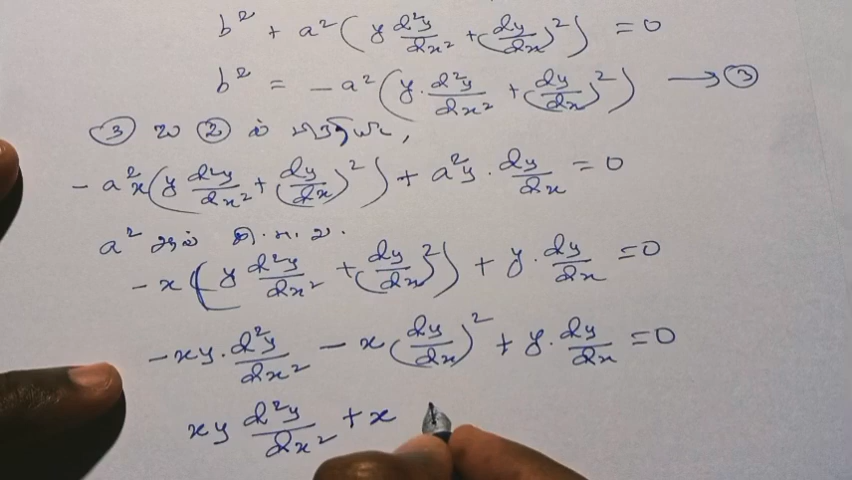 b² + a²(y d²y/dx² + (dy/dx)²) = 0
b² = -a²(y · d²y/dx² + (dy/dx)²) → ③
③ ஐ ② ல்
-a²x(y d²y/dx² + (dy/dx)²) + a²y · dy/dx = 0
a² ஆல்
-x(y d²y/dx² + (dy/dx)²) + y · dy/dx = 0
-xy · d²y/dx² - x(dy/dx)² + y · dy/dx = 0
xy d²y/dx² + x